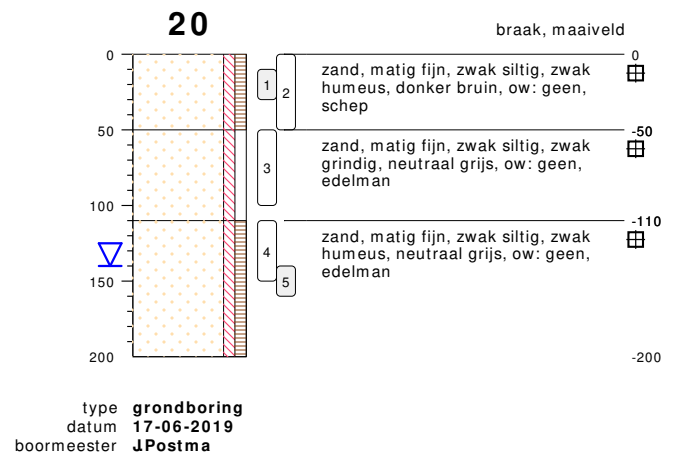 20
braak, maaiveld
0
0
zand, matig fijn, zwak siltig, zwak
humeus, donker bruin, ow: geen,
schep
1
2
50
-50
zand, matig fijn, zwak siltig, zwak
grindig, neutraal grijs, ow: geen,
edelman
3
100
-110
zand, matig fijn, zwak siltig, zwak
humeus, neutraal grijs, ow: geen,
edelman
4
150
5
200
-200
type grondboring
datum 17-06-2019
boormeester J.Postma